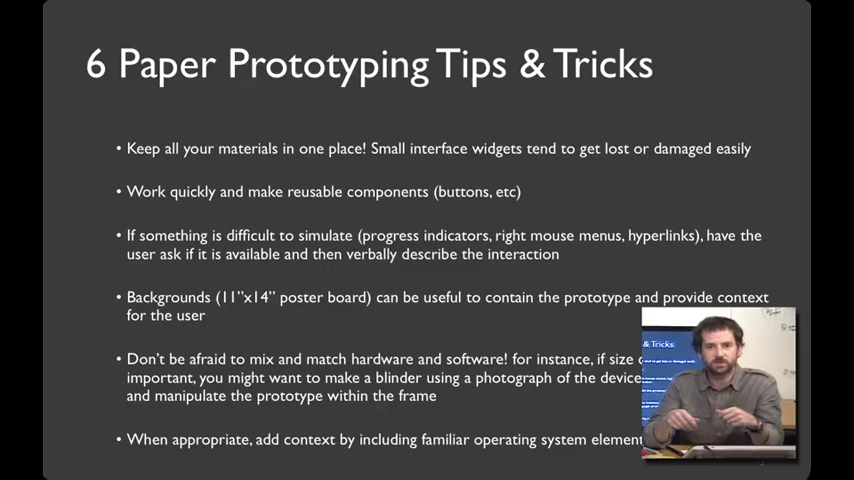 6 Paper Prototyping Tips & Tricks
• Keep all your materials in one place! Small interface widgets tend to get lost or damaged easily
• Work quickly and make reusable components (buttons, etc)
• If something is difficult to simulate (progress indicators, right mouse menus, hyperlinks), have the
user ask if it is available and then verbally describe the interaction
• Backgrounds (11”x14” poster board) can be useful to contain the prototype and provide context
for the user
• Don’t be afraid to mix and match hardware and software! for instance, if size
important, you might want to make a blinder using a photograph of the device
and manipulate the prototype within the frame
• When appropriate, add context by including familiar operating system element
& Tricks